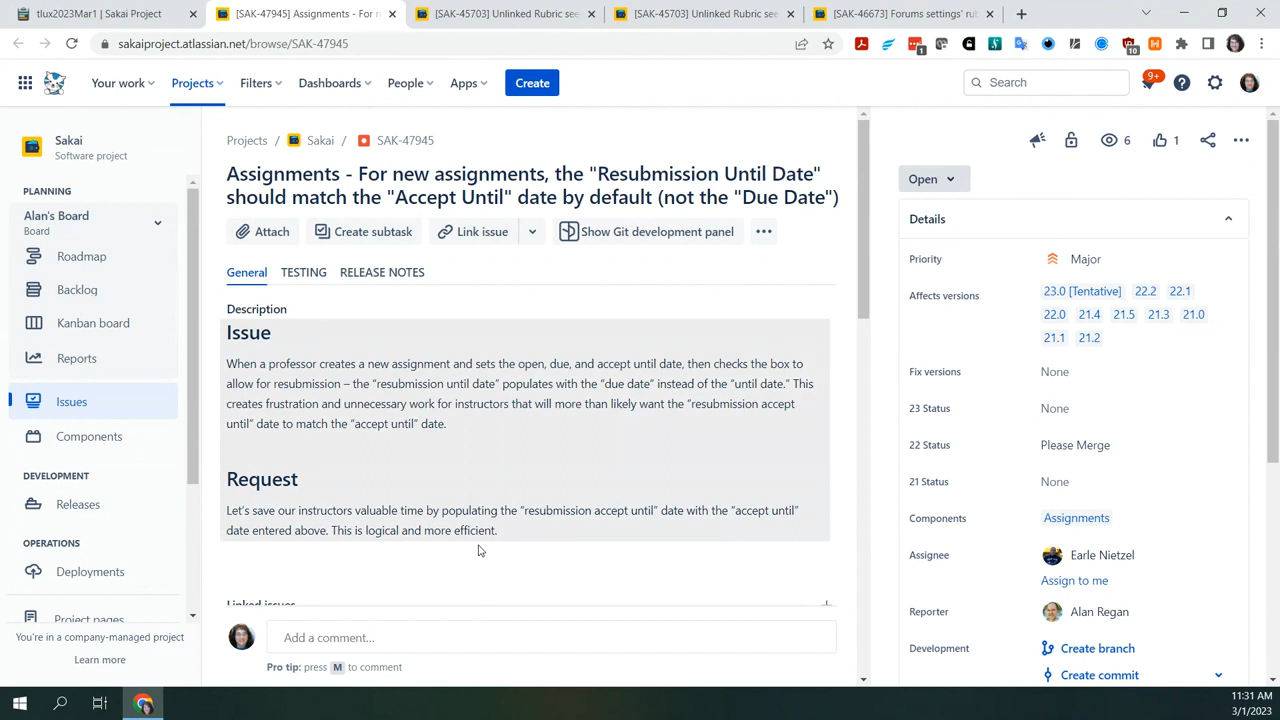 tlux2023Mar1 | Sakai Project
[SAK-47945] Assignments - For n
[SAK-45703] Unlinked Rubric see
[SAK-45703] Unlinked Rubric see
[SAK-46673] Forums settings' rut
sakaiproject.atlassian.net/browse/SAK-47945
1
10
Your work
Projects
Filters
Dashboards
People
Apps
Create
Search
9+
Sakai
Software project
PLANNING
Alan's Board
Board
Roadmap
Backlog
Kanban board
Reports
Issues
Components
DEVELOPMENT
Releases
OPERATIONS
Deployments
Project pages
You're in a company-managed project
Learn more
Projects / Sakai / SAK-47945
Assignments - For new assignments, the "Resubmission Until Date"
should match the "Accept Until" date by default (not the "Due Date")
Attach
Create subtask
Link issue
Show Git development panel
General
TESTING
RELEASE NOTES
Description
Issue
When a professor creates a new assignment and sets the open, due, and accept until date, then checks the box to
allow for resubmission – the “resubmission until date” populates with the “due date” instead of the “until date.” This
creates frustration and unnecessary work for instructors that will more than likely want the “resubmission accept
until” date to match the “accept until” date.
Request
Let’s save our instructors valuable time by populating the “resubmission accept until” date with the “accept until”
date entered above. This is logical and more efficient.
Linked issues
Add a comment...
Pro tip: press M to comment
6
1
Open
Details
Priority
Major
Affects versions
23.0 [Tentative] 22.2 22.1
22.0 21.4 21.5 21.3 21.0
21.1 21.2
Fix versions
None
23 Status
None
22 Status
Please Merge
21 Status
None
Components
Assignments
Assignee
Earle Nietzel
Assign to me
Reporter
Alan Regan
Development
Create branch
Create commit
11:31 AM
3/1/2023